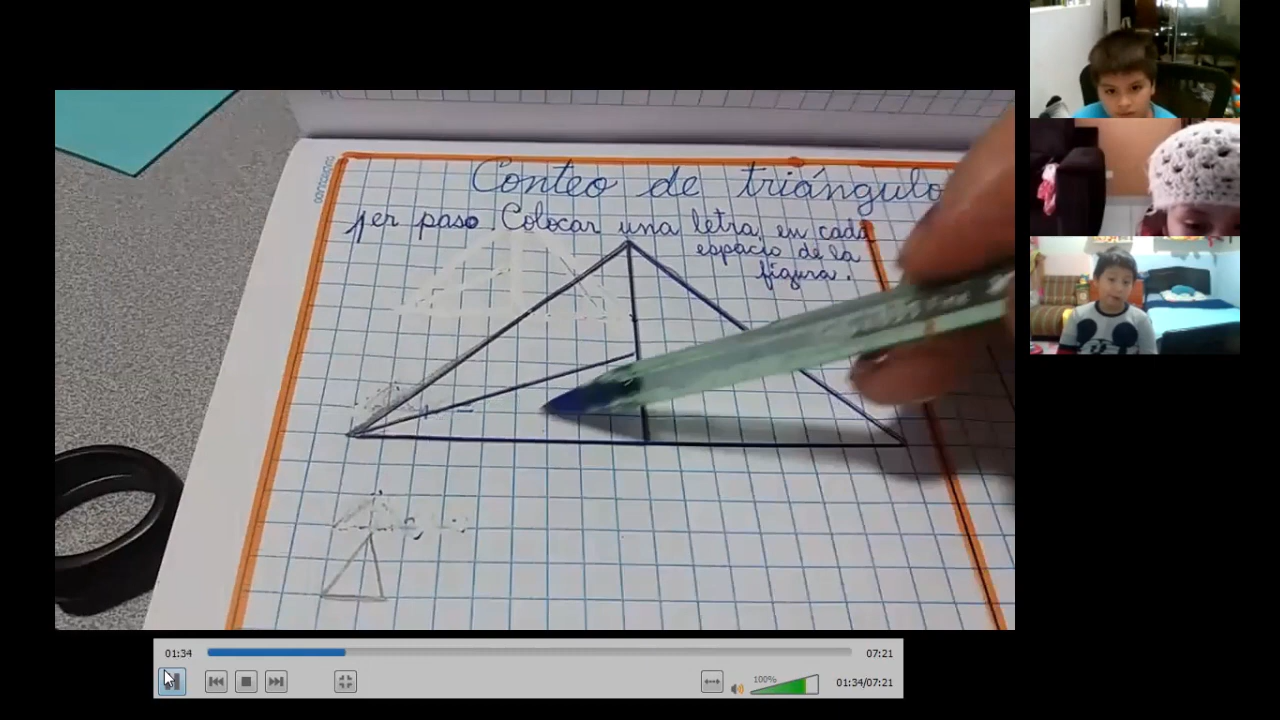 Conteo de triángulo
1er paso Colocar una letra en cada
espacio de la
figura.
01:34
07:21
100%
01:34/07:21